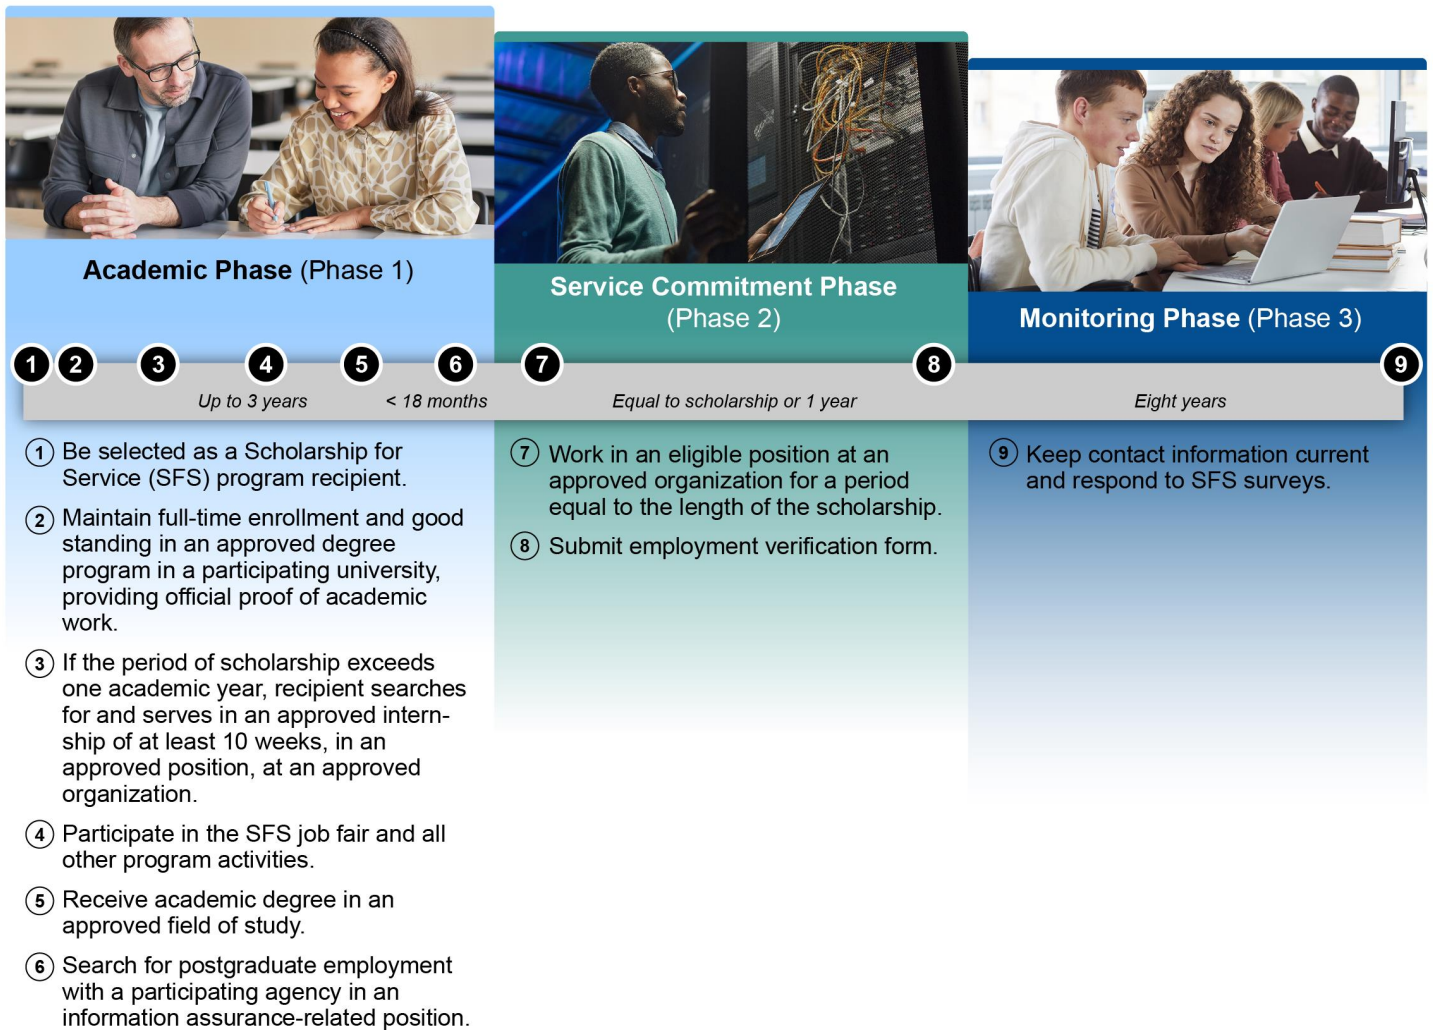 Academic Phase (Phase 1)
Service Commitment Phase
(Phase 2)
Monitoring Phase (Phase 3)
1 2 3 4 5 6 7 8 9
Up to 3 years < 18 months Equal to scholarship or 1 year Eight years
1 Be selected as a Scholarship for
Service (SFS) program recipient.
2 Maintain full-time enrollment and good
standing in an approved degree
program in a participating university,
providing official proof of academic
work.
3 If the period of scholarship exceeds
one academic year, recipient searches
for and serves in an approved intern-
ship of at least 10 weeks, in an
approved position, at an approved
organization.
4 Participate in the SFS job fair and all
other program activities.
5 Receive academic degree in an
approved field of study.
6 Search for postgraduate employment
with a participating agency in an
information assurance-related position.
7 Work in an eligible position at an
approved organization for a period
equal to the length of the scholarship.
8 Submit employment verification form.
9 Keep contact information current
and respond to SFS surveys.